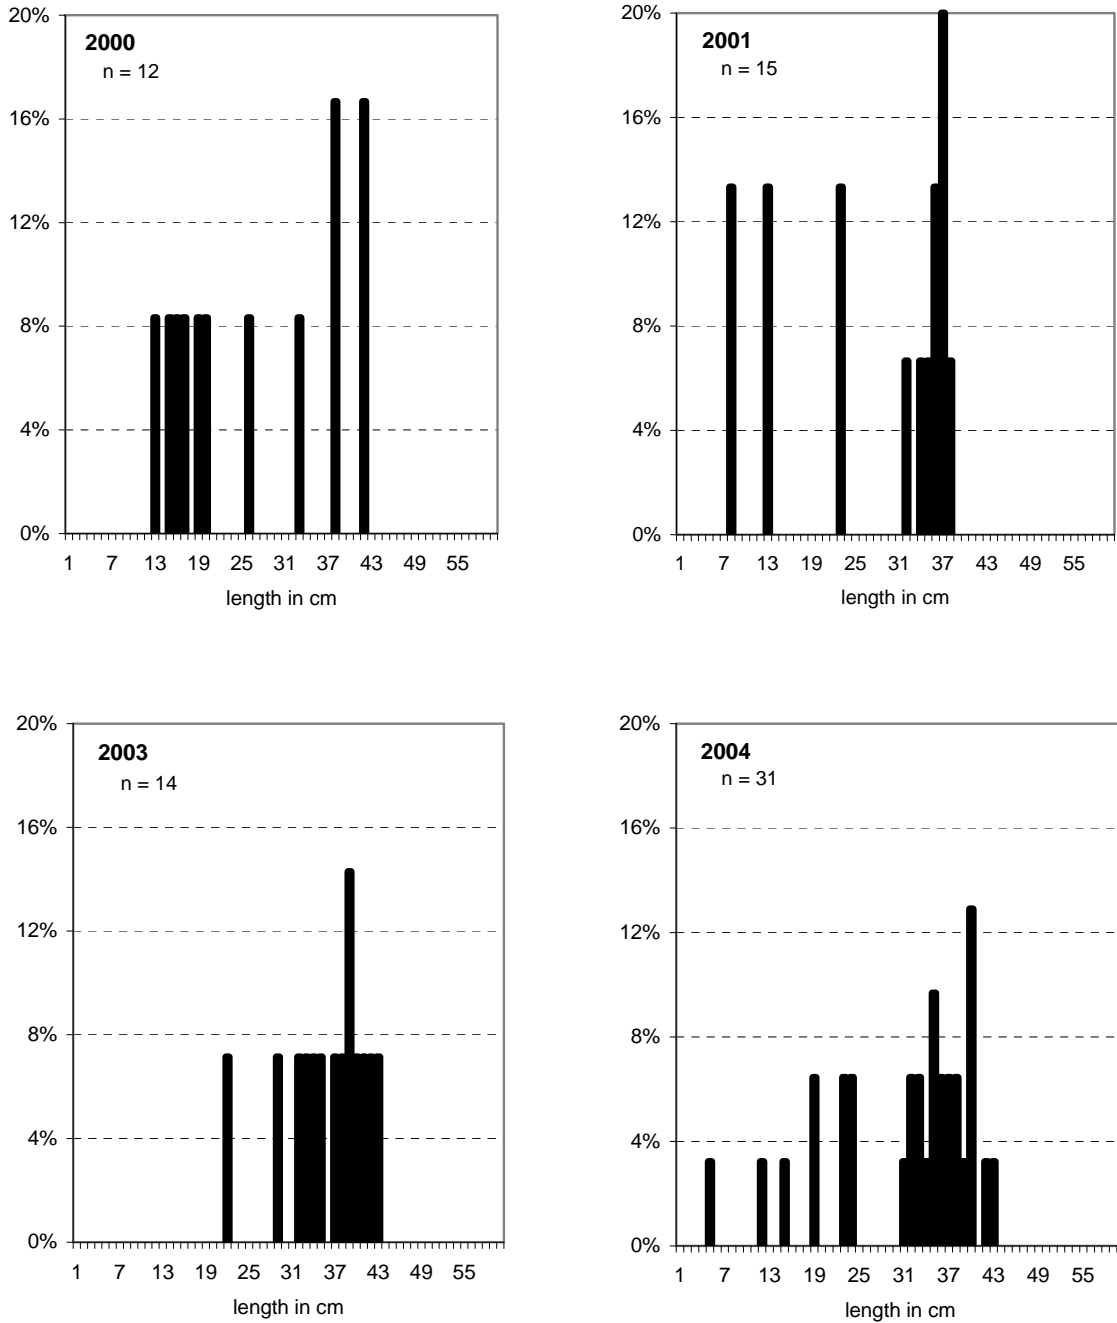 20%
2000
n = 12
16%
12%
8%
4%
0%
1 7 13 19 25 31 37 43 49 55
length in cm
20%
2001
n = 15
16%
12%
8%
4%
0%
1 7 13 19 25 31 37 43 49 55
length in cm
20%
2003
n = 14
16%
12%
8%
4%
0%
1 7 13 19 25 31 37 43 49 55
length in cm
20%
2004
n = 31
16%
12%
8%
4%
0%
1 7 13 19 25 31 37 43 49 55
length in cm